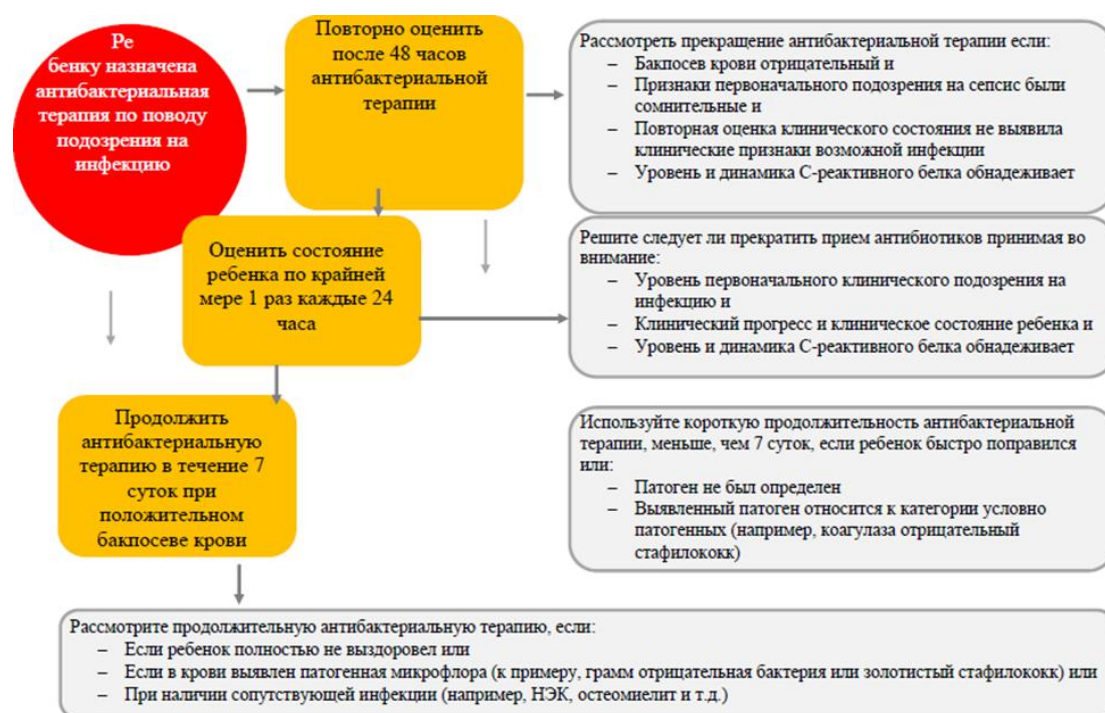 Ре
бенку назначена
антибактериальная
терапия по поводу
подозрения на
инфекцию
Повторно оценить
после 48 часов
антибактериальной
терапии
Рассмотреть прекращение антибактериальной терапии если:
– Бакпосев крови отрицательный и
– Признаки первоначального подозрения на сепсис были
сомнительные и
– Повторная оценка клинического состояния не выявила
клинические признаки возможной инфекции
– Уровень и динамика С-реактивного белка обнадеживает
Оценить состояние
ребенка по крайней
мере 1 раз каждые 24
часа
Решите следует ли прекратить прием антибиотиков принимая во
внимание:
– Уровень первоначального клинического подозрения на
инфекцию и
– Клинический прогресс и клиническое состояние ребенка и
– Уровень и динамика С-реактивного белка обнадеживает
Продолжить
антибактериальную
терапию в течение 7
суток при
положительном
бакпосеве крови
Используйте короткую продолжительность антибактериальной
терапии, меньше, чем 7 суток, если ребенок быстро поправился
или:
– Патоген не был определен
– Выявленный патоген относится к категории условно
патогенных (например, коагулаза отрицательный
стафилококк)
Рассмотрите продолжительную антибактериальную терапию, если:
– Если ребенок полностью не выздоровел или
– Если в крови выявлен патогенная микрофлора (к примеру, грамм отрицательная бактерия или золотистый стафилококк) или
– При наличии сопутствующей инфекции (например, НЭК, остеомиелит и т.д.)